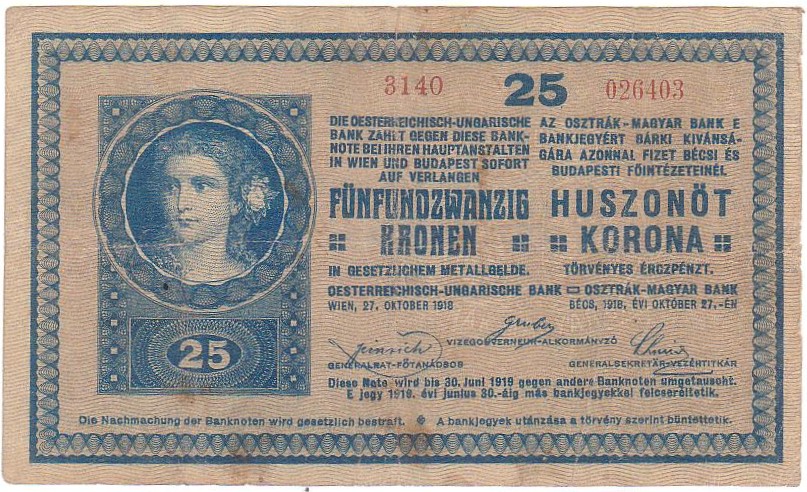 3140 25 026403
DIE OESTERREICHISCH-UNGARISCHE
BANK ZAHLT GEGEN DIESE BANK-
NOTE BEI IHREN HAUPTANSTALTEN
IN WIEN UND BUDAPEST SOFORT
AUF VERLANGEN
FÜNFUNDZWANZIG
KRONEN
IN GESETZLICHEM METALLGELDE.
OESTERREICHISCH-UNGARISCHE BANK
WIEN, 27. OKTOBER 1918
AZ OSZTRÁK-MAGYAR BANK E
BANKJEGYÉRT BÁRKI KIVÁNSÁ-
GÁRA AZONNAL FIZET BÉCSI ÉS
BUDAPESTI FŐINTÉZETEINÉL
HUSZONÖT
KORONA
TÖRVÉNYES ÉRCZPÉNZT.
OSZTRÁK-MAGYAR BANK
BÉCS, 1918. ÉVI OKTÓBER 27.-ÉN
Gruber
VIZEGOUVERNEUR-ALKORMÁNYZÓ
GENERALRAT-FŐTANÁCSOS
GENERALSEKRETÄR-VEZÉRTITKÁR
25
Diese Note wird bis 30. Juni 1919 gegen andere Banknoten umgetauscht.
E jegy 1919. évi junius 30.-áig más bankjegyekkel felcseréltetik.
Die Nachmachung der Banknoten wird gesetzlich bestraft. A bankjegyek utánzása a törvény szerint büntettetik.